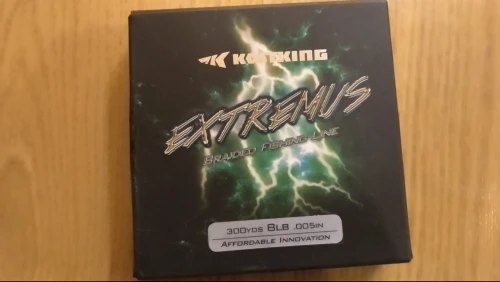 KastKing
EXTREMUS
BRAIDED FISHING LINE
300YDS 8LB .005IN
AFFORDABLE INNOVATION